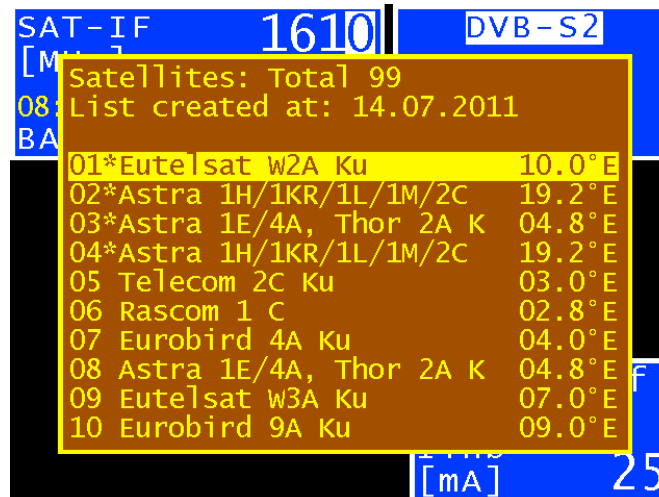 SAT-IF 1610 DVB-S2
[M
08:
BA
Satellites: Total 99
List created at: 14.07.2011
01*Eutelsat W2A Ku 10.0°E
02*Astra 1H/1KR/1L/1M/2C 19.2°E
03*Astra 1E/4A, Thor 2A K 04.8°E
04*Astra 1H/1KR/1L/1M/2C 19.2°E
05 Telecom 2C Ku 03.0°E
06 Rascom 1 C 02.8°E
07 Eurobird 4A Ku 04.0°E
08 Astra 1E/4A, Thor 2A K 04.8°E
09 Eutelsat W3A Ku 07.0°E
10 Eurobird 9A Ku 09.0°E
f
[mA] 25